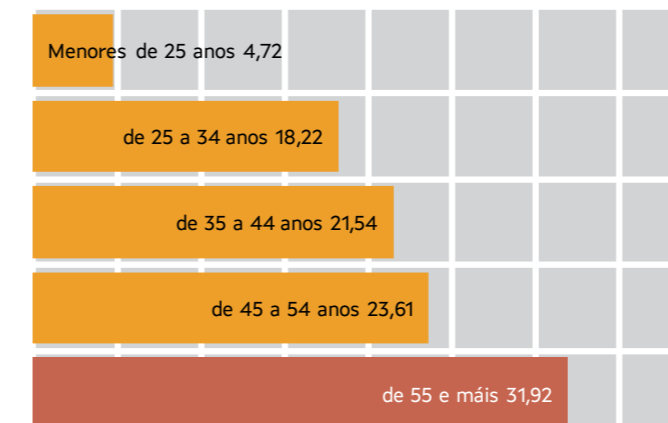 Menores de 25 anos 4,72
de 25 a 34 anos 18,22
de 35 a 44 anos 21,54
de 45 a 54 anos 23,61
de 55 e máis 31,92